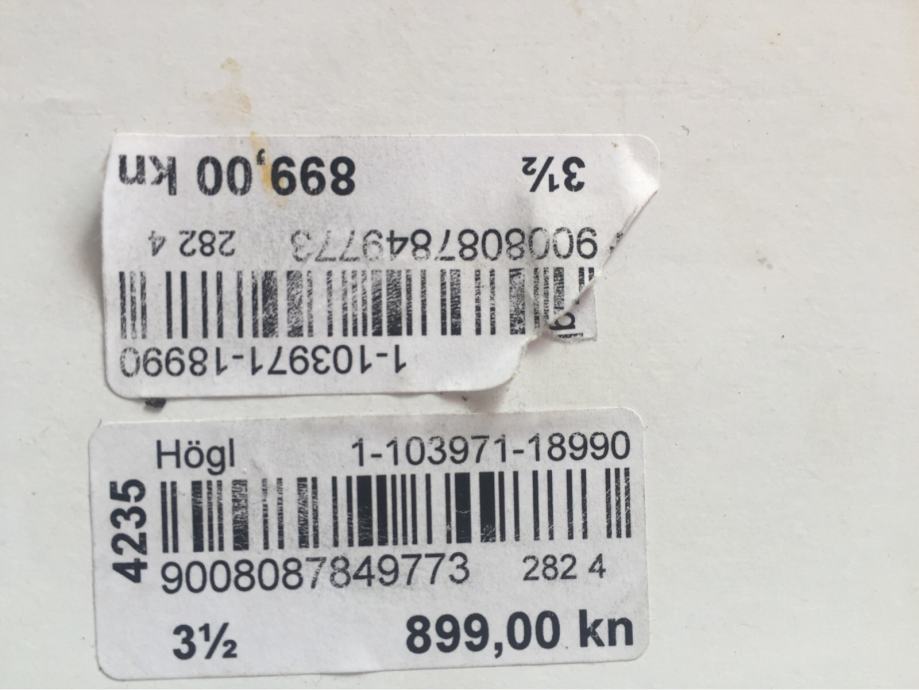 899,00 kn 3½
9008087849773 282 4
1-103971-18990
Högl 1-103971-18990
4235
9008087849773 282 4
3½ 899,00 kn